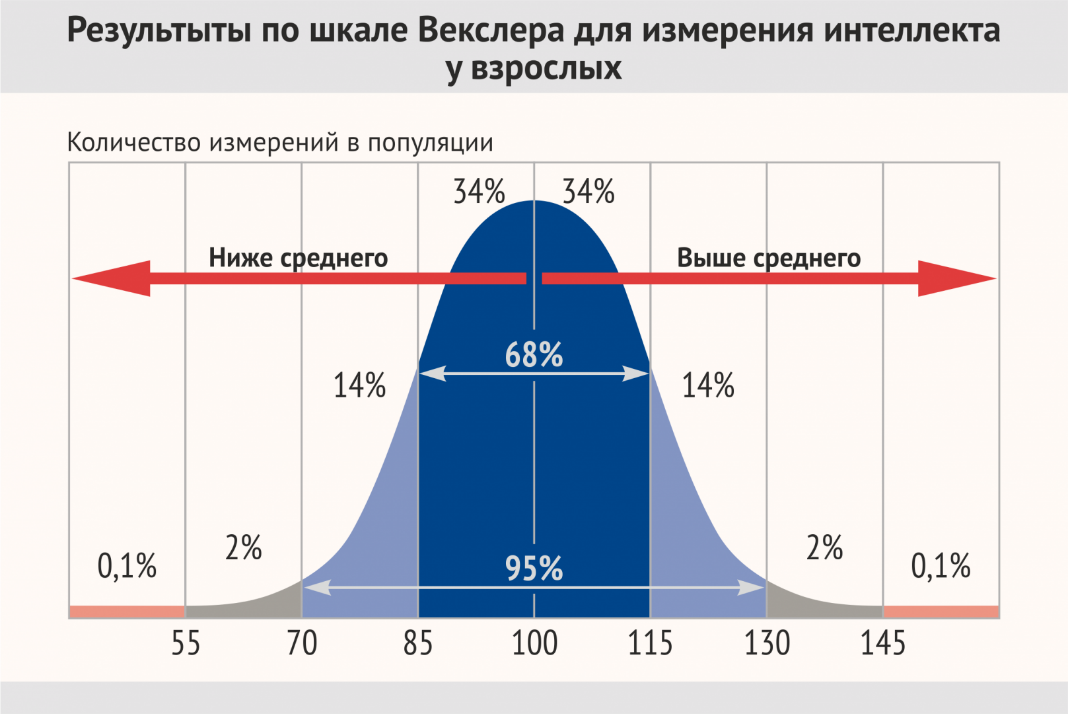 Результыты по шкале Векслера для измерения интеллекта
у взрослых
Количество измерений в популяции
34% 34%
Ниже среднего Выше среднего
68%
14% 14%
2% 2%
0,1% 95% 0,1%
55 70 85 100 115 130 145